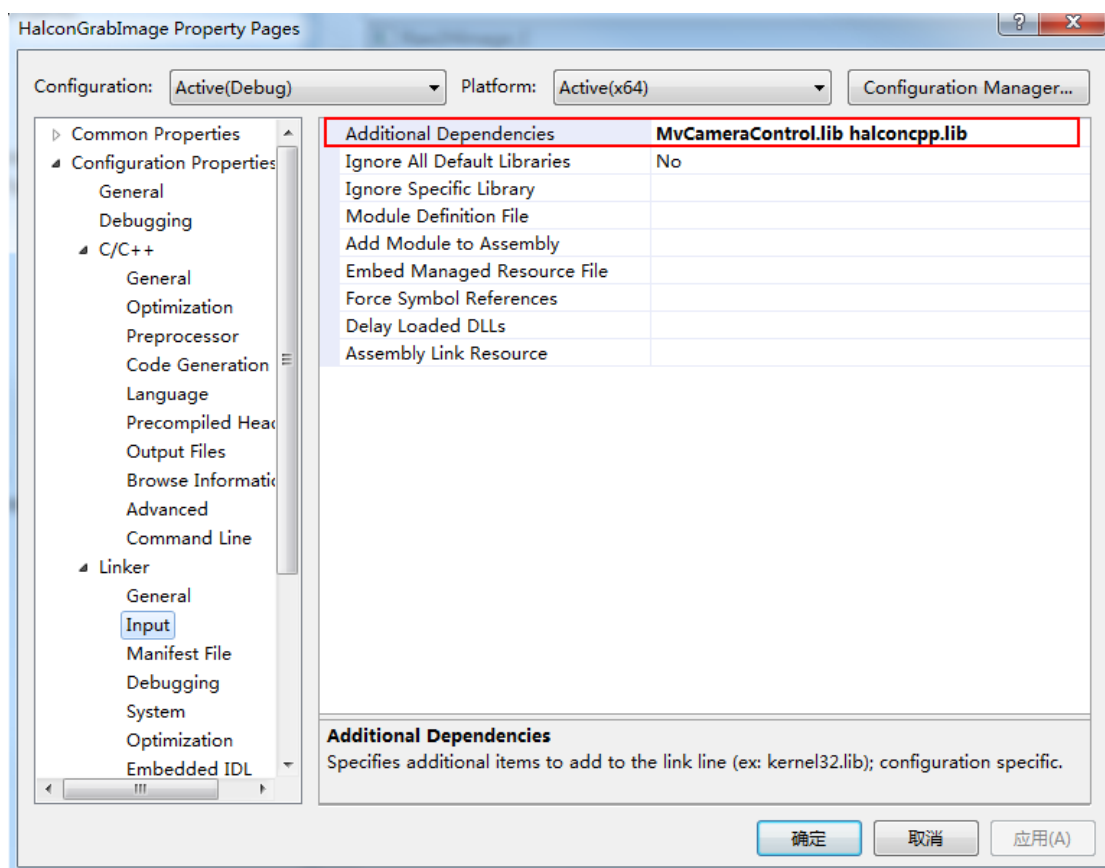 HalconGrabImage Property Pages
Configuration: Active(Debug) Platform: Active(x64) Configuration Manager...
Common Properties
Configuration Properties
General
Debugging
C/C++
General
Optimization
Preprocessor
Code Generation
Language
Precompiled Head
Output Files
Browse Informatic
Advanced
Command Line
Linker
General
Input
Manifest File
Debugging
System
Optimization
Embedded IDL
Additional Dependencies MvCameraControl.lib halconcpp.lib
Ignore All Default Libraries No
Ignore Specific Library
Module Definition File
Add Module to Assembly
Embed Managed Resource File
Force Symbol References
Delay Loaded DLLs
Assembly Link Resource
Additional Dependencies
Specifies additional items to add to the link line (ex: kernel32.lib); configuration specific.
确定 取消 应用(A)